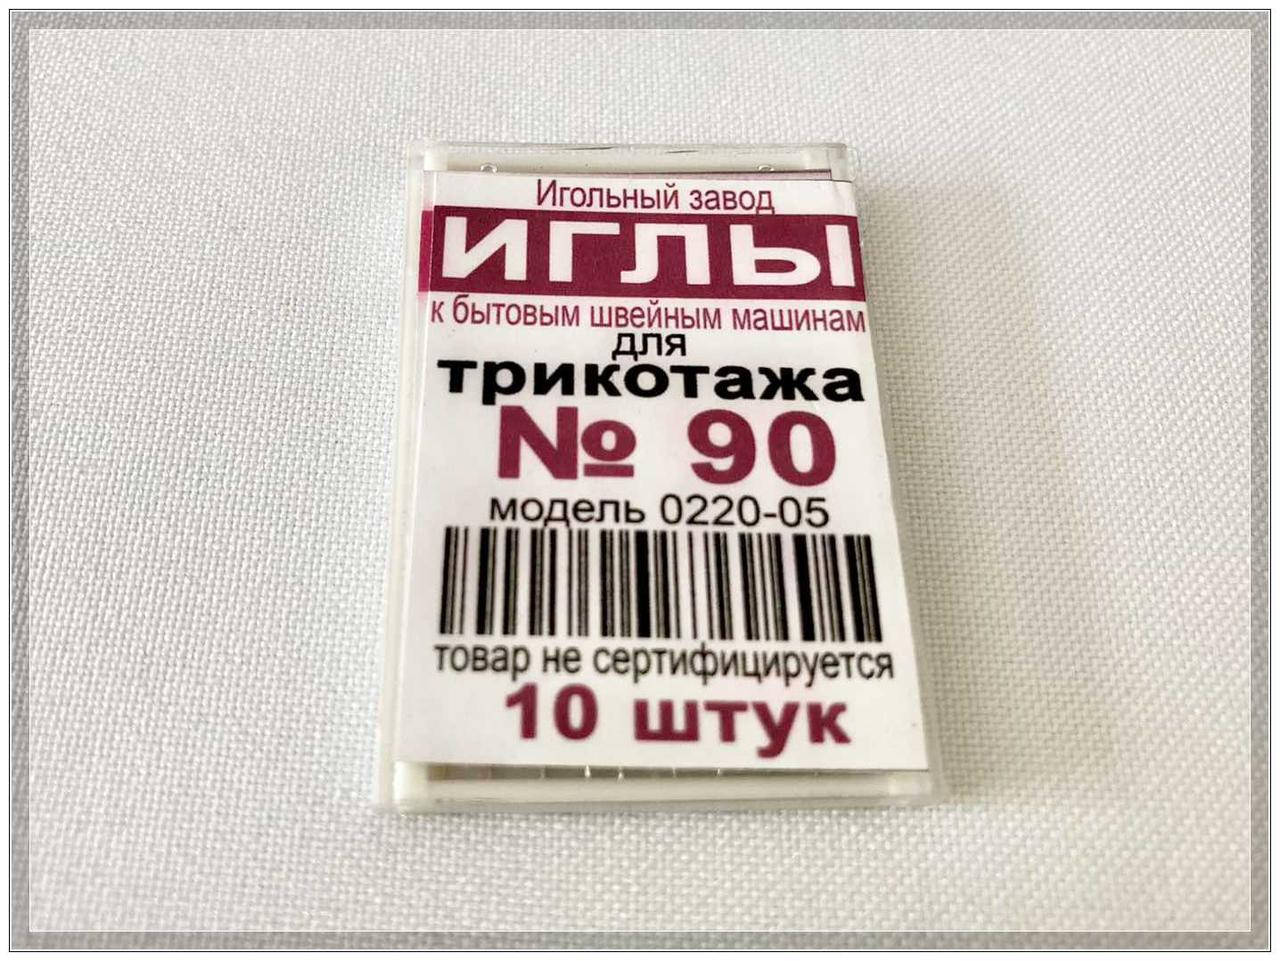 Игольный завод
ИГЛЫ
к бытовым швейным машинам
для
трикотажа
№ 90
модель 0220-05
товар не сертифицируется
10 штук